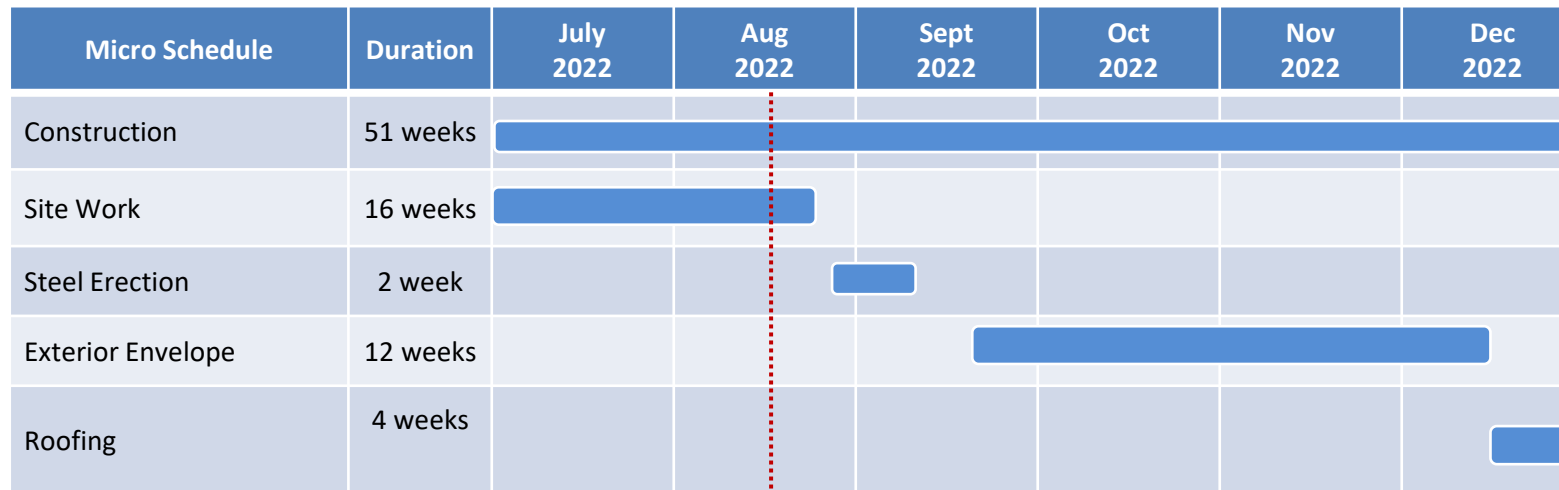 Micro Schedule Duration July 2022 Aug 2022 Sept 2022 Oct 2022 Nov 2022 Dec 2022
Construction 51 weeks
Site Work 16 weeks
Steel Erection 2 week
Exterior Envelope 12 weeks
Roofing 4 weeks